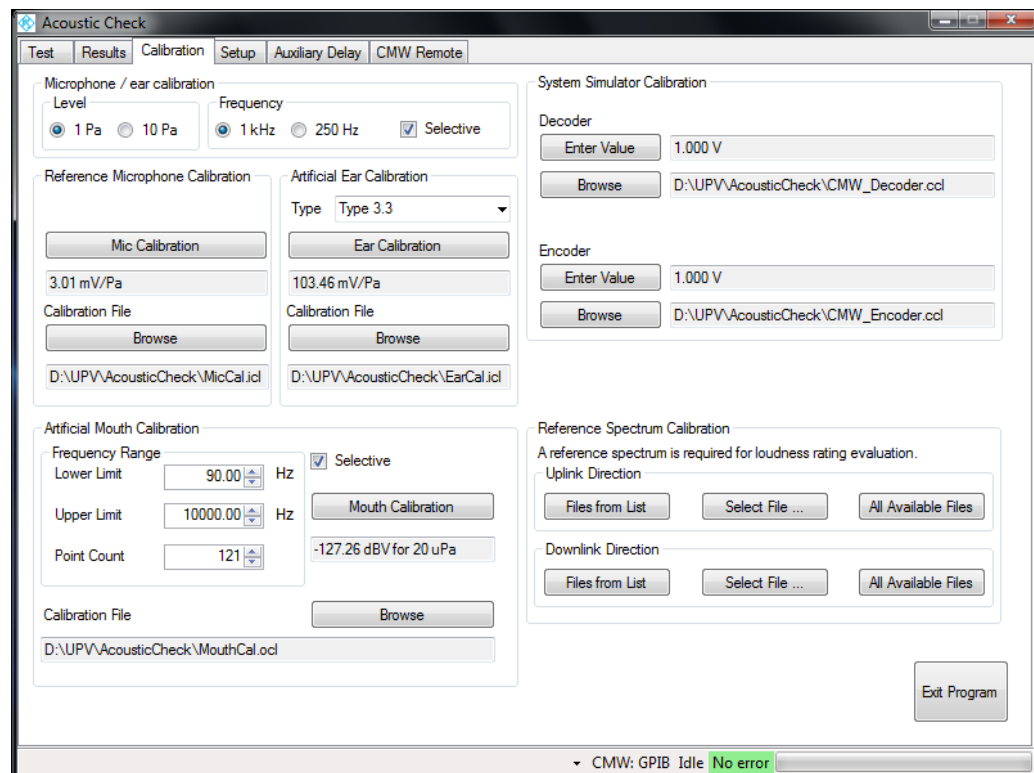 Acoustic Check
Test Results Calibration Setup Auxiliary Delay CMW Remote
Microphone / ear calibration
Level
1 Pa 10 Pa
Frequency
1 kHz 250 Hz Selective
Reference Microphone Calibration
Mic Calibration
3.01 mV/Pa
Calibration File
Browse
D:\UPV\AcousticCheck\MicCal.icl
Artificial Ear Calibration
Type Type 3.3
Ear Calibration
103.46 mV/Pa
Calibration File
Browse
D:\UPV\AcousticCheck\EarCal.icl
Artificial Mouth Calibration
Frequency Range
Lower Limit 90.00 Hz
Upper Limit 10000.00 Hz
Point Count 121
Selective
Mouth Calibration
-127.26 dBV for 20 uPa
Calibration File Browse
D:\UPV\AcousticCheck\MouthCal.ocl
System Simulator Calibration
Decoder
Enter Value 1.000 V
Browse D:\UPV\AcousticCheck\CMW_Decoder.ccl
Encoder
Enter Value 1.000 V
Browse D:\UPV\AcousticCheck\CMW_Encoder.ccl
Reference Spectrum Calibration
A reference spectrum is required for loudness rating evaluation.
Uplink Direction
Files from List Select File ... All Available Files
Downlink Direction
Files from List Select File ... All Available Files
Exit Program
CMW: GPIB Idle No error